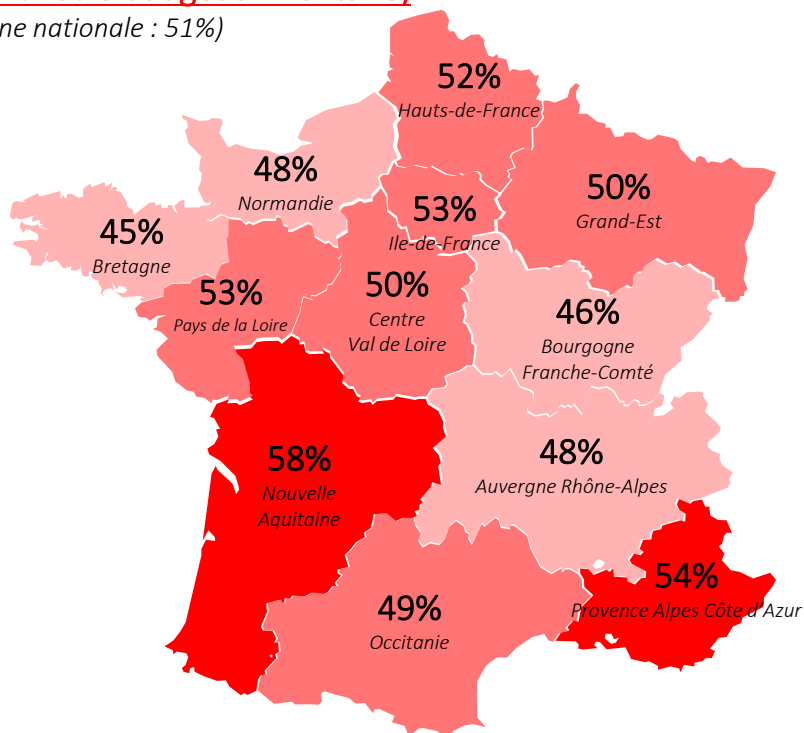 ne nationale : 51%)
52%
Hauts-de-France
48%
Normandie
53%
Ile-de-France
50%
Grand-Est
45%
Bretagne
53%
Pays de la Loire
50%
Centre
Val de Loire
46%
Bourgogne
Franche-Comté
58%
Nouvelle
Aquitaine
48%
Auvergne Rhône-Alpes
54%
Provence Alpes Côte d'Azur
49%
Occitanie